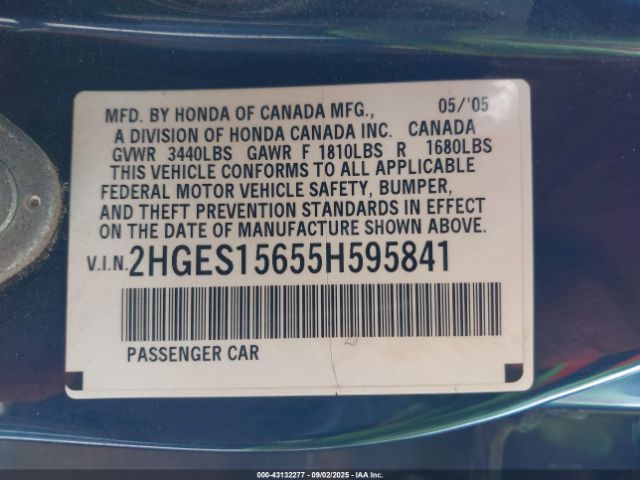 MFD. BY HONDA OF CANADA MFG., 05/'05
A DIVISION OF HONDA CANADA INC. CANADA
GVWR 3440LBS GAWR F 1810LBS R 1680LBS
THIS VEHICLE CONFORMS TO ALL APPLICABLE
FEDERAL MOTOR VEHICLE SAFETY, BUMPER,
AND THEFT PREVENTION STANDARDS IN EFFECT
ON THE DATE OF MANUFACTURE SHOWN ABOVE.
V.I.N. 2HGES15655H595841
PASSENGER CAR
000-43132277 - 09/02/2025 - IAA Inc.